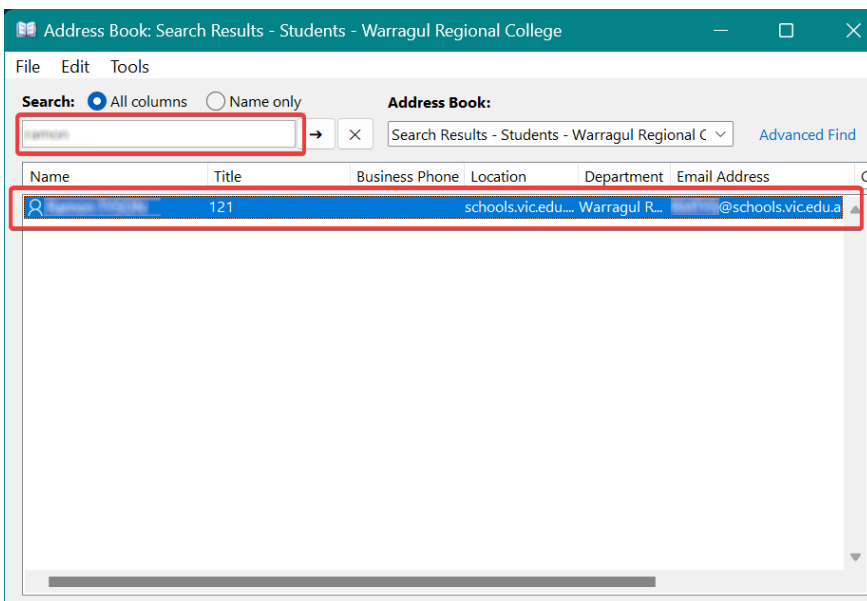 Address Book: Search Results - Students - Warragul Regional College
File Edit Tools
Search: All columns Name only Address Book:
Search Results - Students - Warragul Regional C Advanced Find
Name Title Business Phone Location Department Email Address
121 schools.vic.edu.... Warragul R... @schools.vic.edu.a